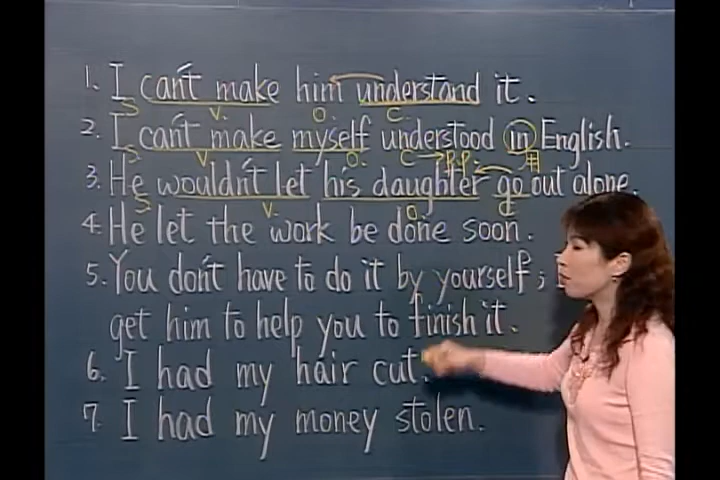 1. I can't make him understand it.
S V. O. C
2. I can't make myself understood in English.
S V. O. C → p.p. 用
3. He wouldn't let his daughter go out alone.
S V. O. C
4. He let the work be done soon.
5. You don't have to do it by yourself;
get him to help you to finish it.
6. I had my hair cut.
7. I had my money stolen.